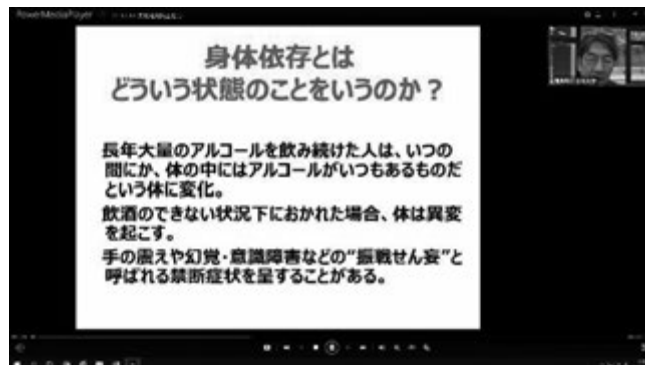 PowerMediaPlayer
身体依存とは
どういう状態のことをいうのか？
長年大量のアルコールを飲み続けた人は、いつの
間にか、体の中にはアルコールがいつもあるものだ
という体に変化。
飲酒のできない状況下におかれた場合、体は異変
を起こす。
手の震えや幻覚・意識障害などの“振戦せん妄”と
呼ばれる禁断症状を呈することがある。